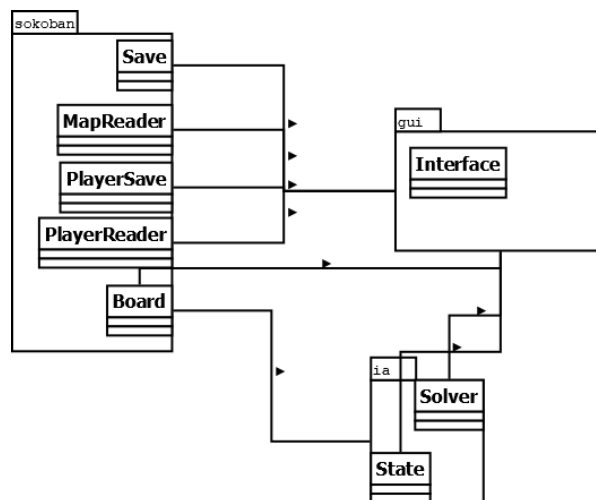 sokoban
Save
MapReader
gui
Interface
PlayerSave
PlayerReader
Board
ia
Solver
State